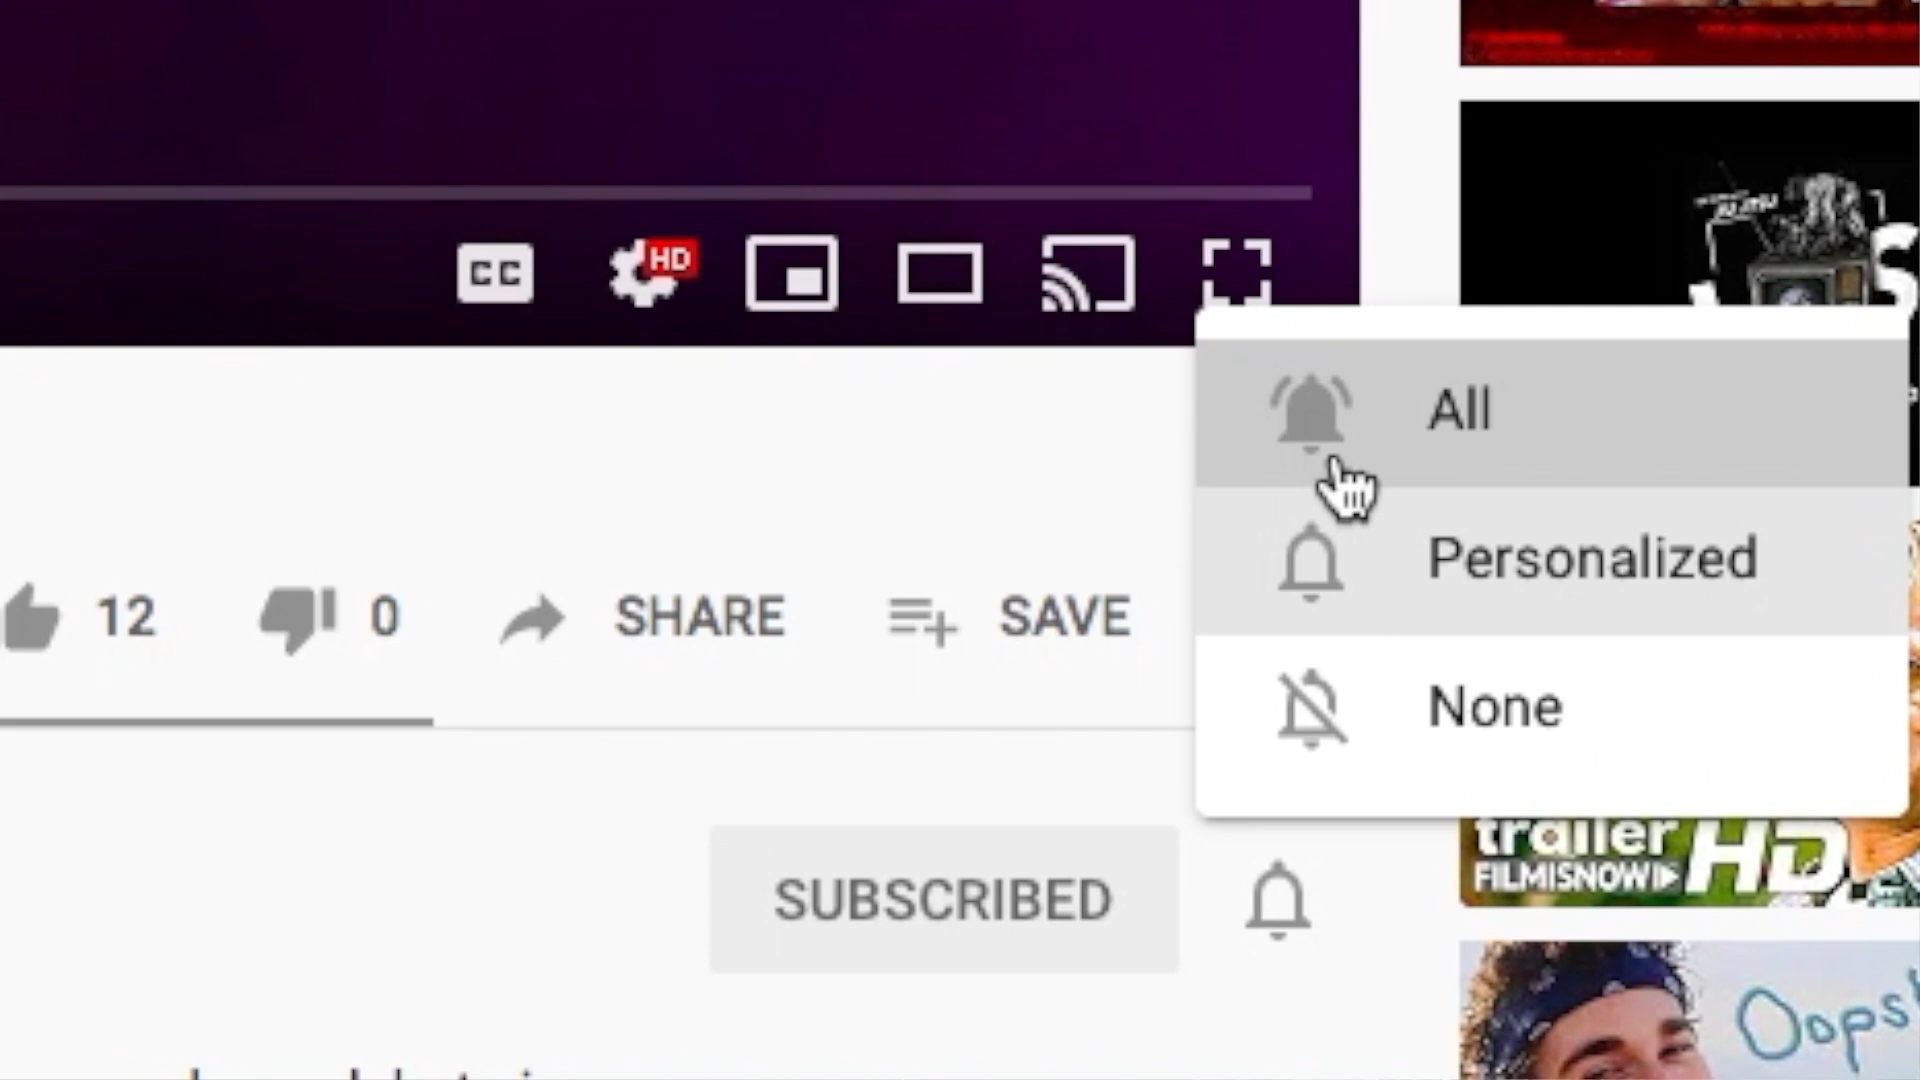 CC
HD
All
Personalized
None
12
0
SHARE
SAVE
SUBSCRIBED
trailer
FILMISNOW
HD
Oops